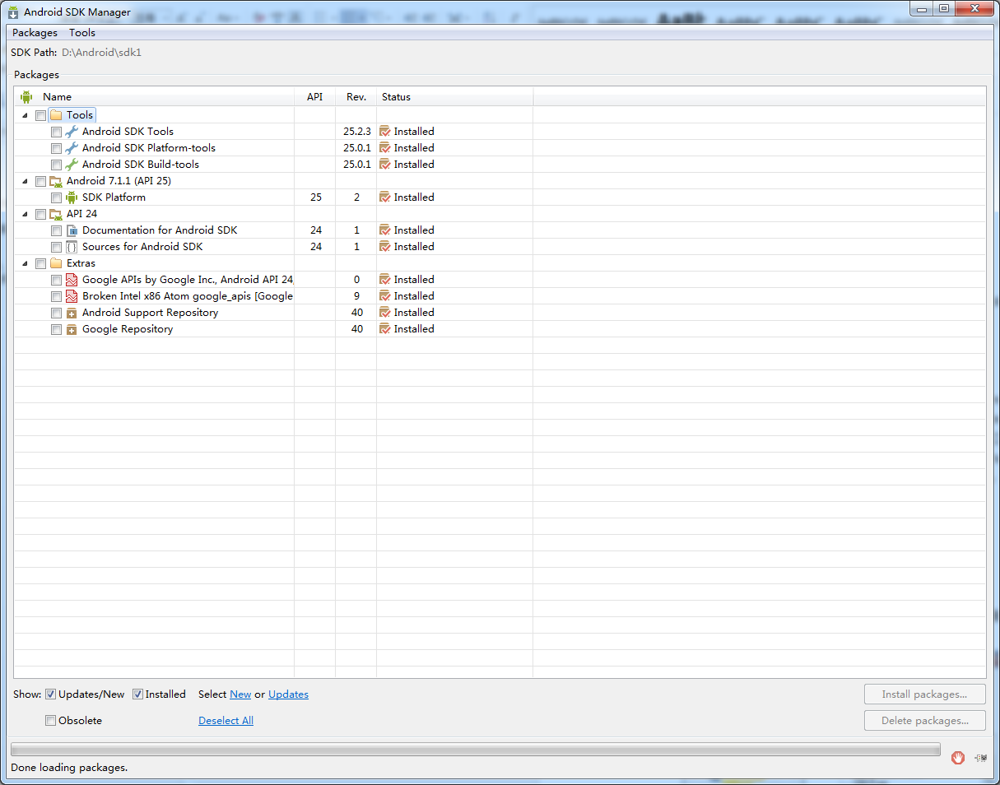 Android SDK Manager
Packages Tools
SDK Path: D:\Android\sdk1
Packages
Name API Rev. Status
Tools
Android SDK Tools 25.2.3 Installed
Android SDK Platform-tools 25.0.1 Installed
Android SDK Build-tools 25.0.1 Installed
Android 7.1.1 (API 25)
SDK Platform 25 2 Installed
API 24
Documentation for Android SDK 24 1 Installed
Sources for Android SDK 24 1 Installed
Extras
Google APIs by Google Inc., Android API 24, 0 Installed
Broken Intel x86 Atom google_apis [Google 9 Installed
Android Support Repository 40 Installed
Google Repository 40 Installed
Show: Updates/New Installed Select New or Updates Install packages...
Obsolete Deselect All Delete packages...
Done loading packages.